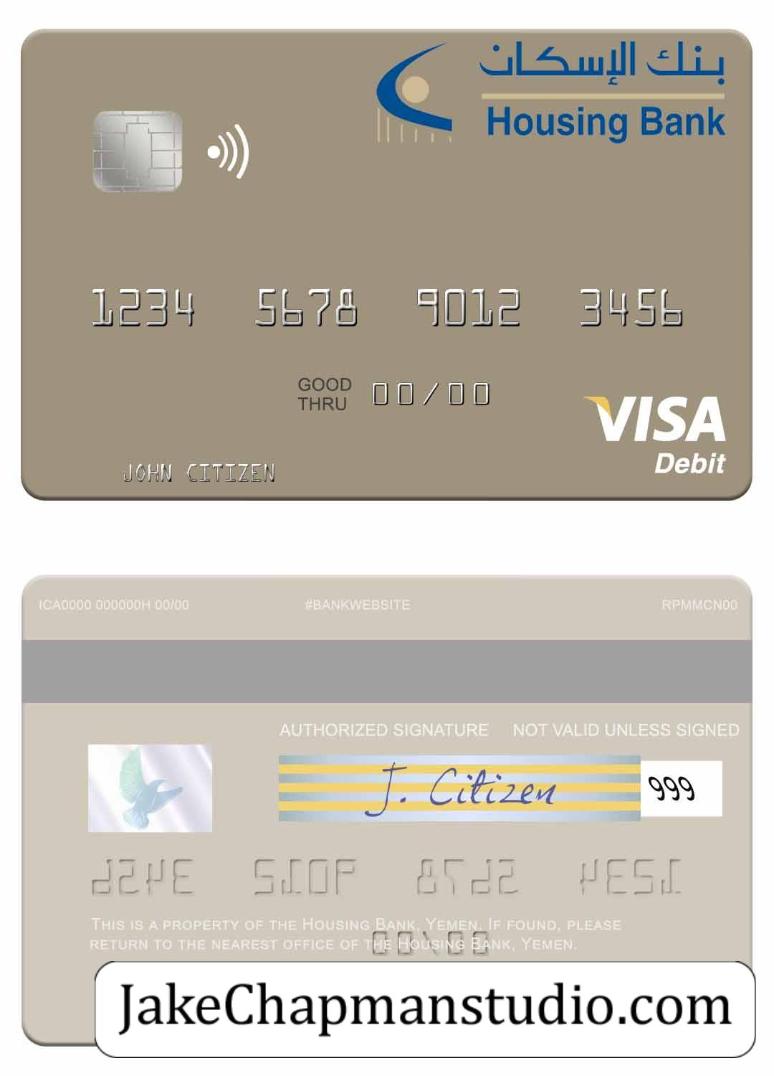 بنك الإسكان
Housing Bank
1234 5678 9012 3456
GOOD
THRU 00/00
VISA
Debit
JOHN CITIZEN
ICA0000 000000H 00/00 #BANKWEBSITE RPMMCN00
AUTHORIZED SIGNATURE NOT VALID UNLESS SIGNED
J. Citizen 999
THIS IS A PROPERTY OF THE HOUSING BANK, YEMEN. IF FOUND, PLEASE
RETURN TO THE NEAREST OFFICE OF THE HOUSING BANK, YEMEN.
JakeChapmanstudio.com